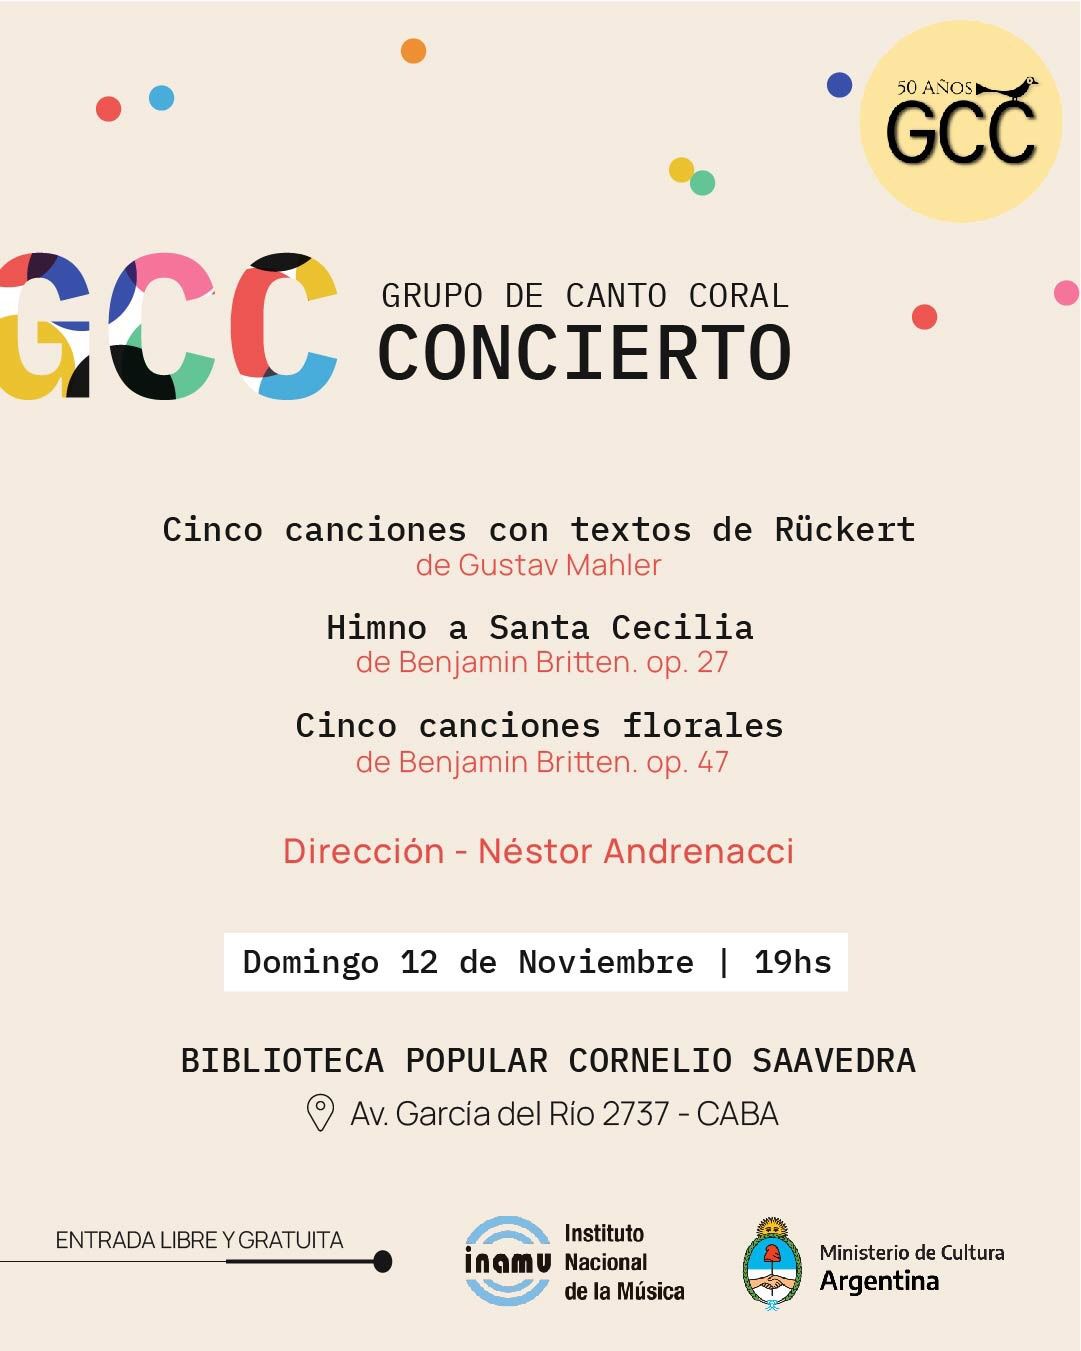 50 AÑOS
GCC
GCC
GRUPO DE CANTO CORAL
CONCIERTO
Cinco canciones con textos de Rückert
de Gustav Mahler
Himno a Santa Cecilia
de Benjamin Britten. op. 27
Cinco canciones florales
de Benjamin Britten. op. 47
Dirección - Néstor Andrenacci
Domingo 12 de Noviembre | 19hs
BIBLIOTECA POPULAR CORNELIO SAAVEDRA
Av. García del Río 2737 - CABA
ENTRADA LIBRE Y GRATUITA
inamu
Instituto
Nacional
de la Música
Ministerio de Cultura
Argentina